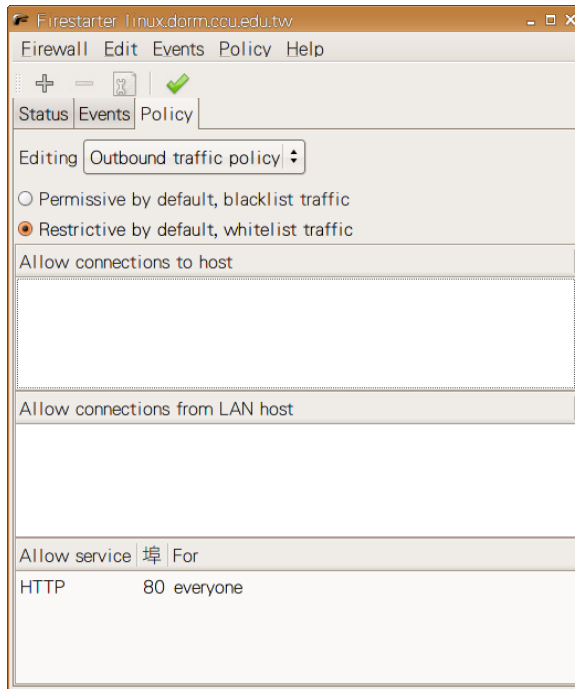 Firestarter linux.dorm.ccu.edu.tw
Firewall Edit Events Policy Help
Status Events Policy
Editing Outbound traffic policy
Permissive by default, blacklist traffic
Restrictive by default, whitelist traffic
Allow connections to host
Allow connections from LAN host
Allow service 埠 For
HTTP 80 everyone